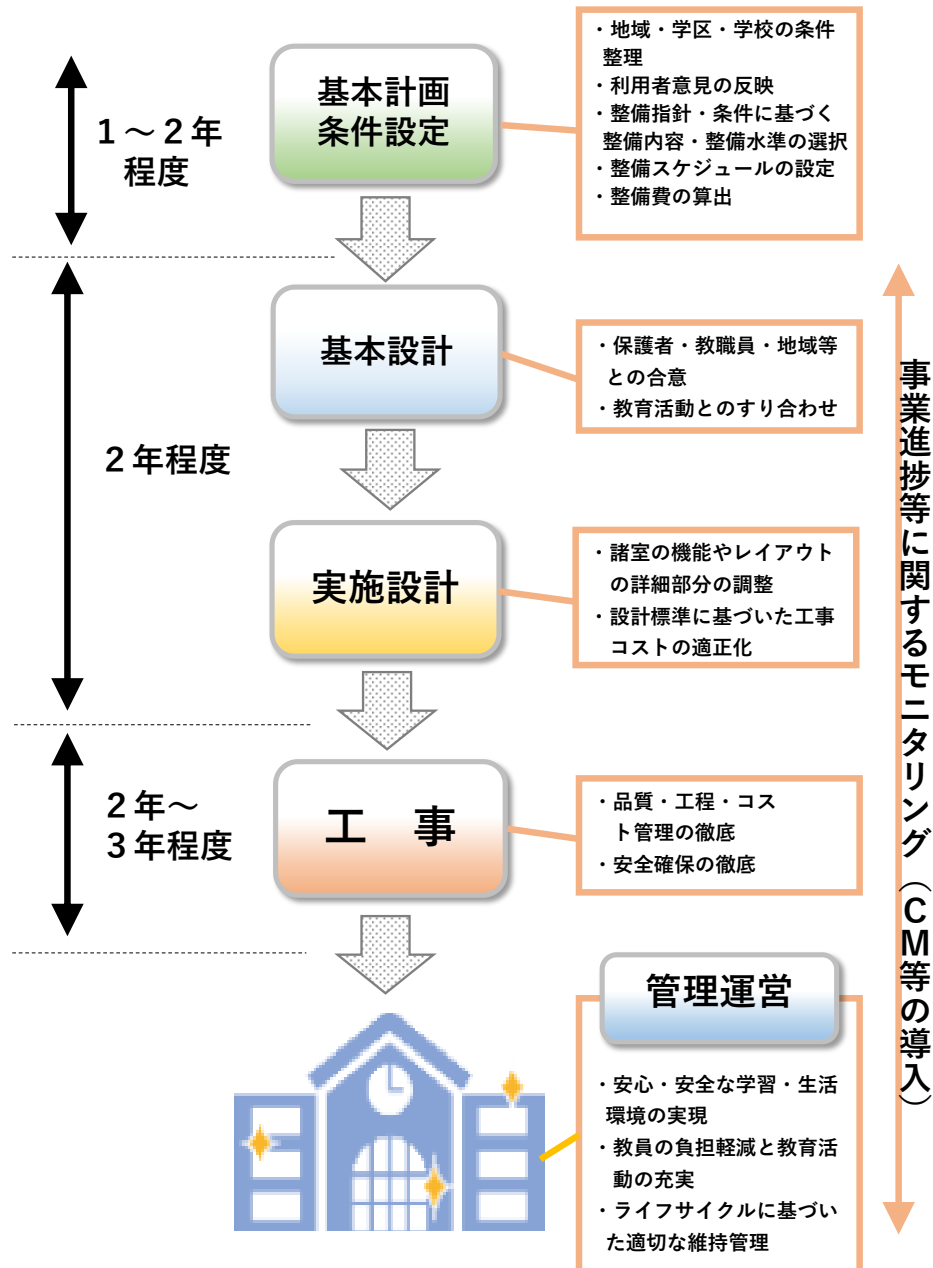 1～2年
程度
基本計画
条件設定
・地域・学区・学校の条件
整理
・利用者意見の反映
・整備指針・条件に基づく
整備内容・整備水準の選択
・整備スケジュールの設定
・整備費の算出
2年程度
基本設計
・保護者・教職員・地域等
との合意
・教育活動とのすり合わせ
実施設計
・諸室の機能やレイアウト
の詳細部分の調整
・設計標準に基づいた工事
コストの適正化
2年～
3年程度
工　事
・品質・工程・コス
ト管理の徹底
・安全確保の徹底
管理運営
・安心・安全な学習・生活
環境の実現
・教員の負担軽減と教育活
動の充実
・ライフサイクルに基づい
た適切な維持管理
事業進捗等に関するモニタリング（CM等の導入）